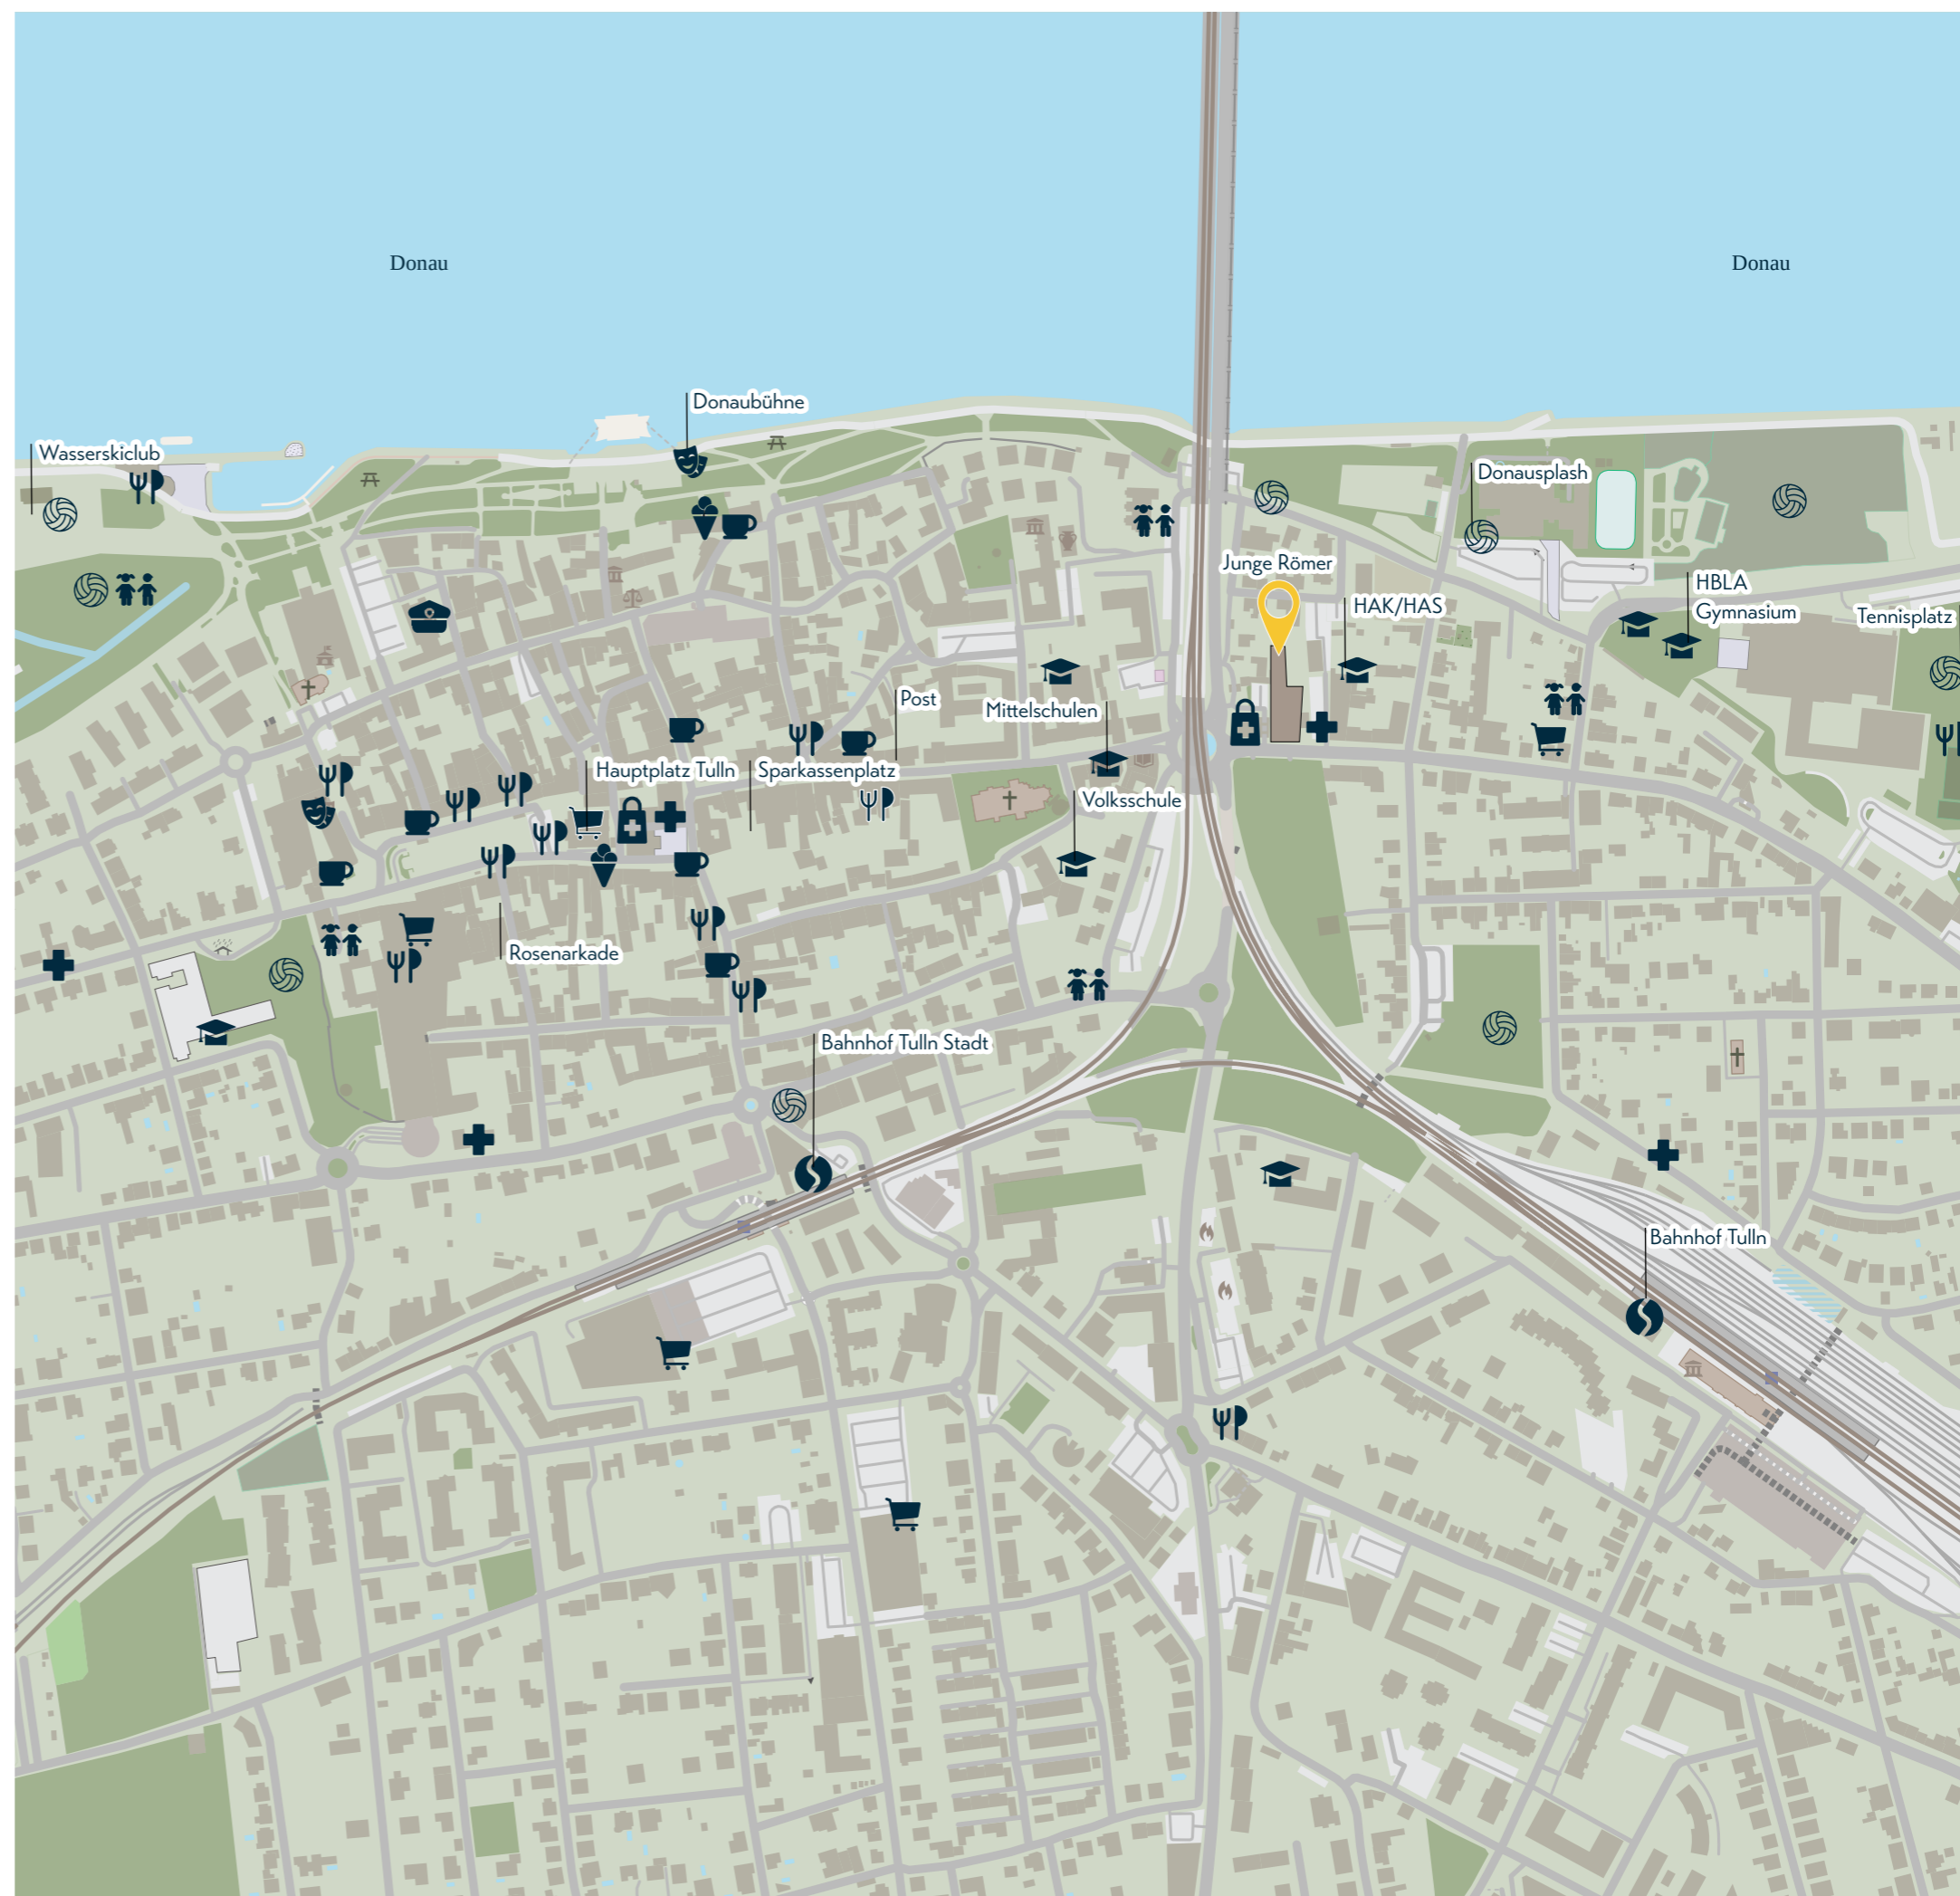 Donau
Donau
Donaubühne
Wasserskiclub
Donausplash
Junge Römer
HBLA
Gymnasium
HAK/HAS
Tennisplatz
Post
Mittelschulen
Hauptplatz Tulln
Sparkassenplatz
Volksschule
Rosenarkade
Bahnhof Tulln Stadt
Bahnhof Tulln